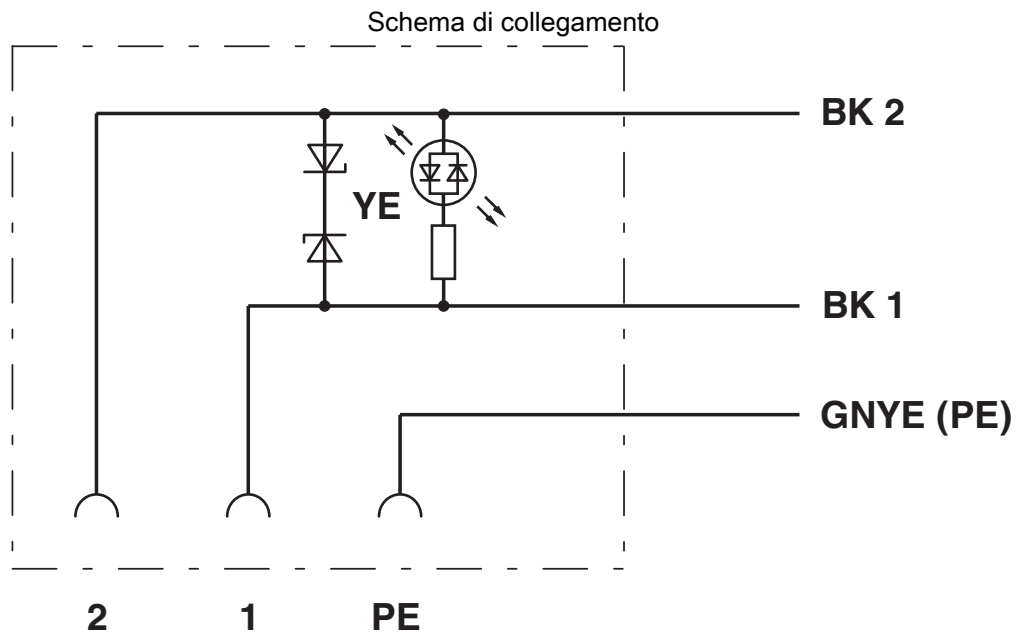 Schema di collegamento
BK 2
YE
BK 1
GNYE (PE)
2 1 PE